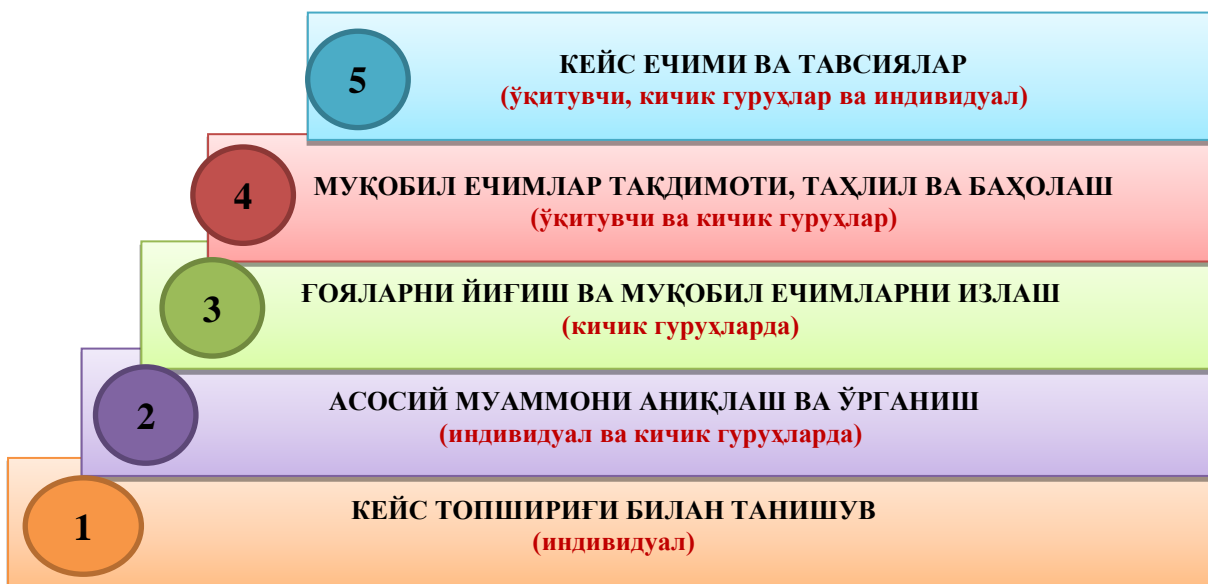 5
КЕЙС ЕЧИМИ ВА ТАВСИЯЛАР
(ўқитувчи, кичик гуруҳлар ва индивидуал)
4
МУҚОБИЛ ЕЧИМЛАР ТАҚДИМОТИ, ТАҲЛИЛ ВА БАҲОЛАШ
(ўқитувчи ва кичик гуруҳлар)
3
ҒОЯЛАРНИ ЙИҒИШ ВА МУҚОБИЛ ЕЧИМЛАРНИ ИЗЛАШ
(кичик гуруҳларда)
2
АСОСИЙ МУАММОНИ АНИҚЛАШ ВА ЎРГАНИШ
(индивидуал ва кичик гуруҳларда)
1
КЕЙС ТОПШИРИҒИ БИЛАН ТАНИШУВ
(индивидуал)